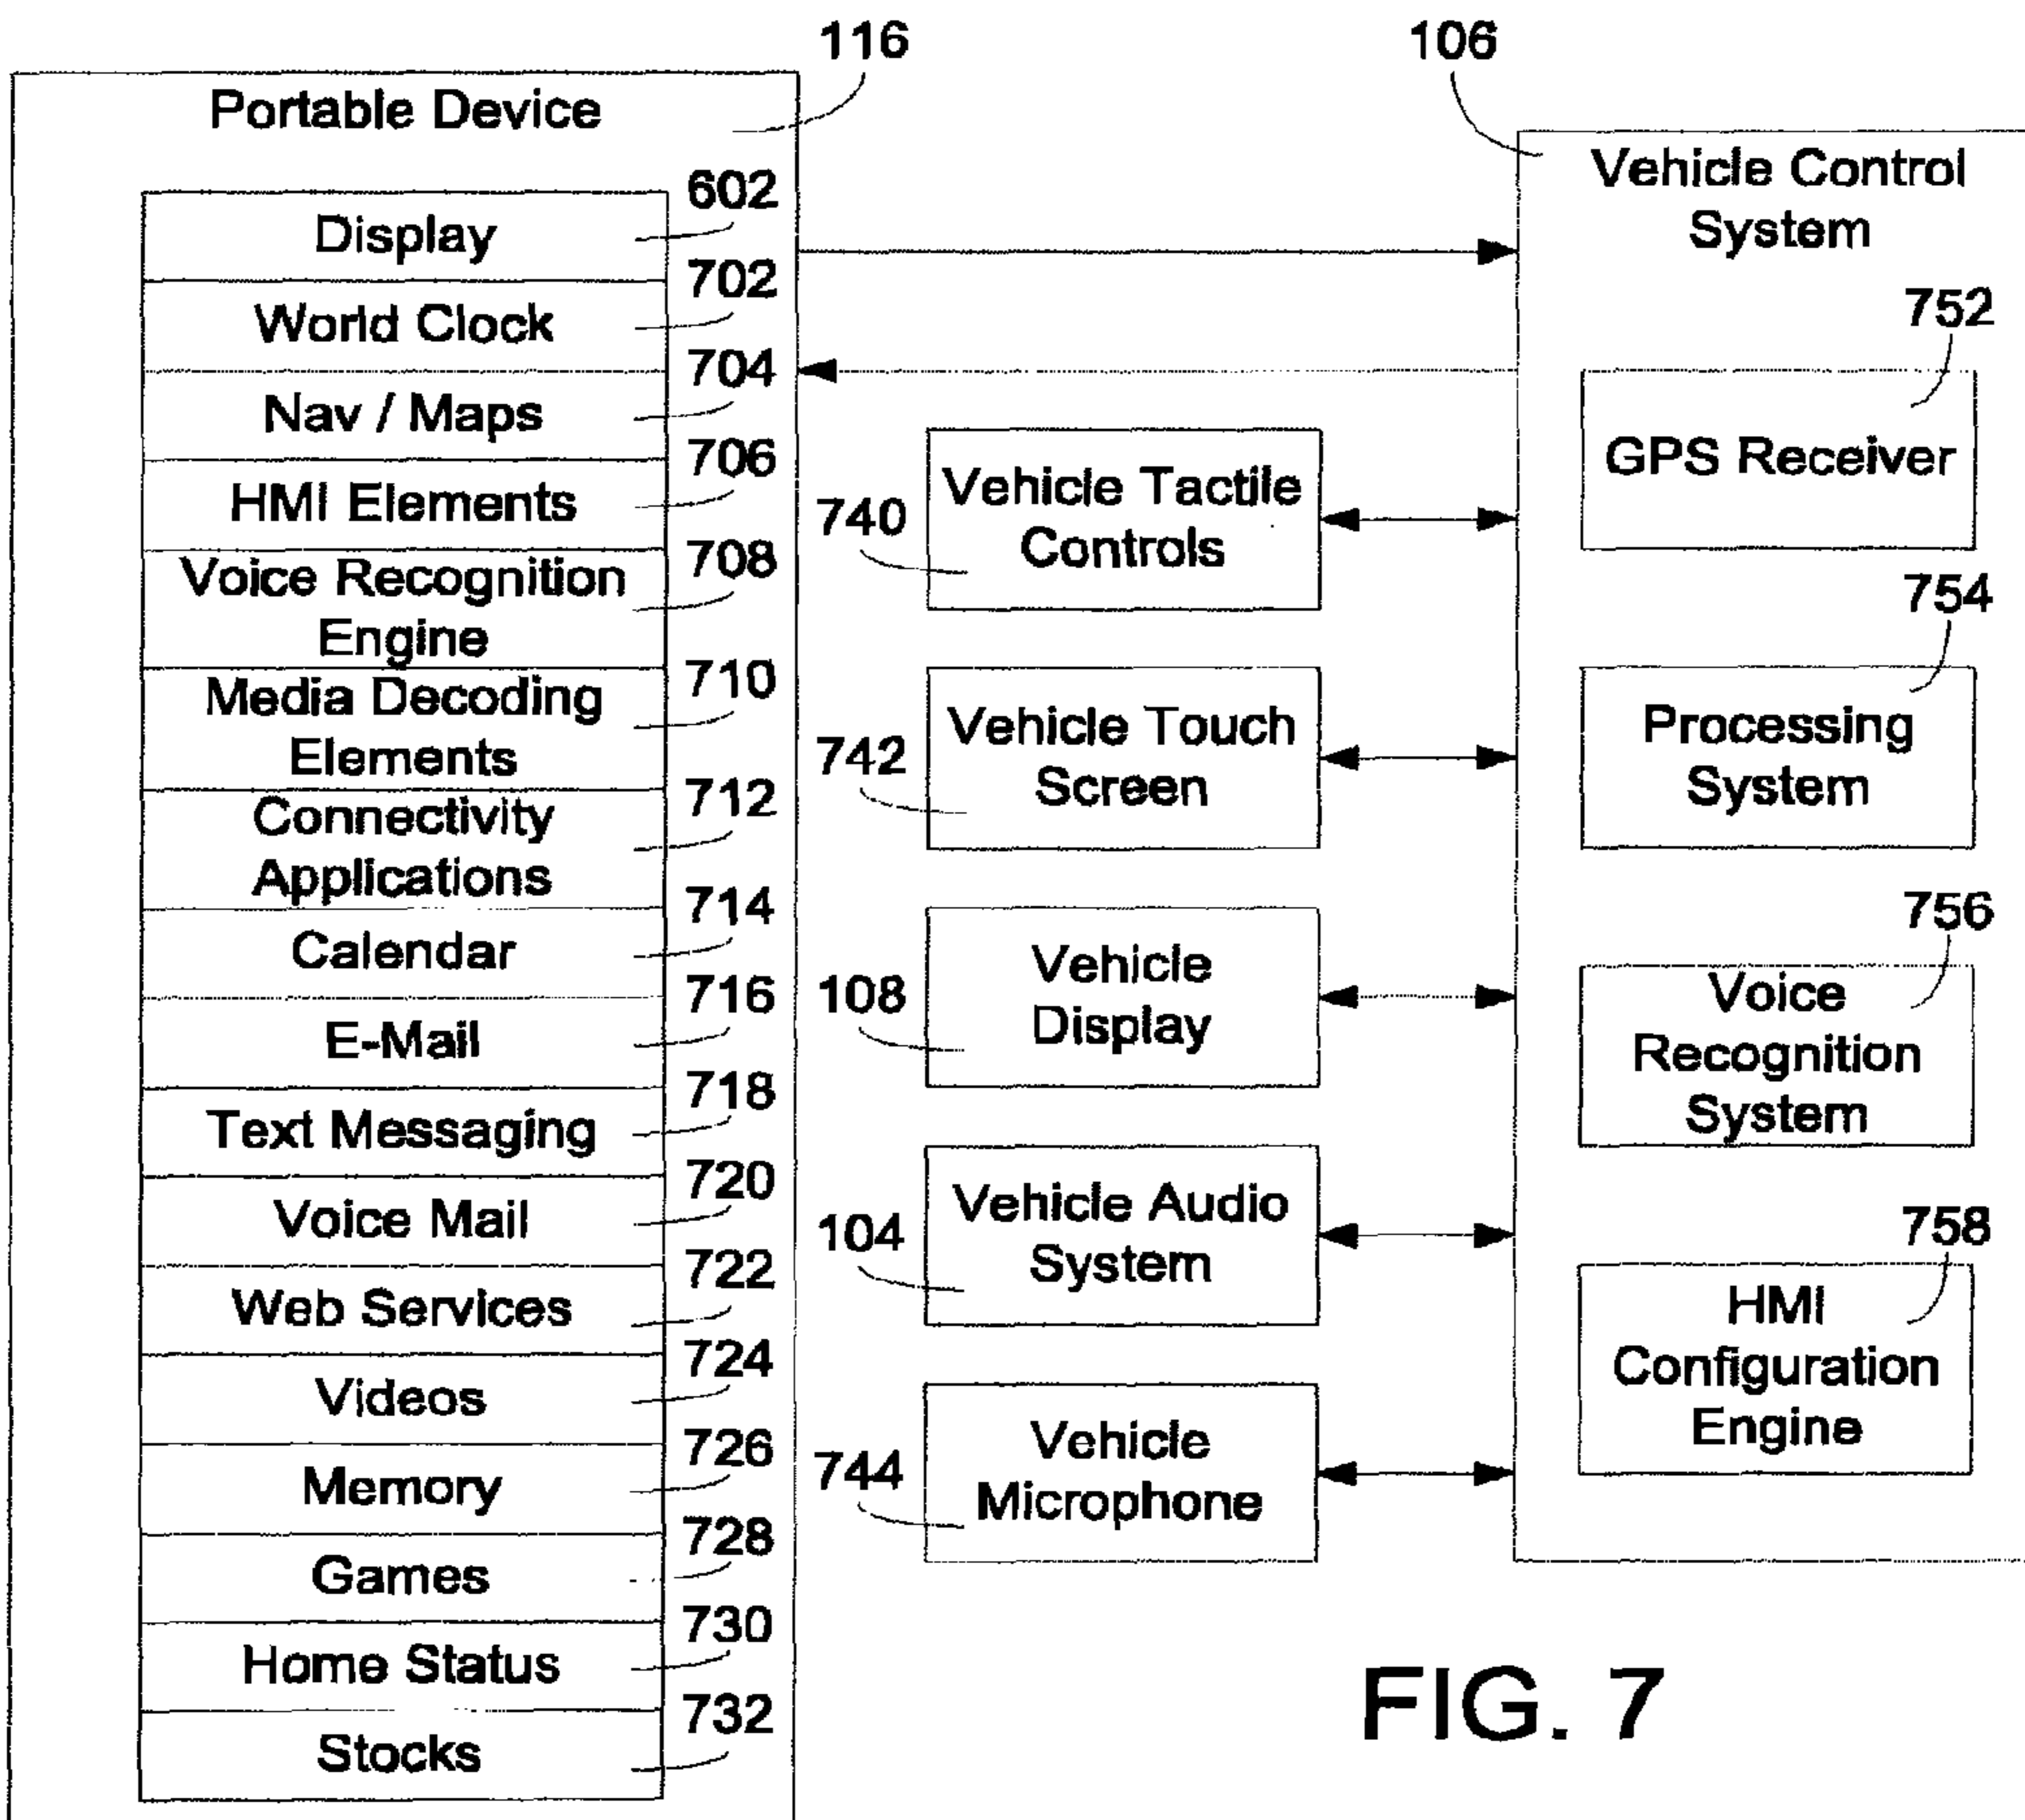 116
Portable Device
602
Display
702
World Clock
704
Nav / Maps
706
HMI Elements
708
Voice Recognition
Engine
710
Media Decoding
Elements
712
Connectivity
Applications
714
Calendar
716
E-Mail
718
Text Messaging
720
Voice Mail
722
Web Services
724
Videos
726
Memory
728
Games
730
Home Status
732
Stocks
740
Vehicle Tactile
Controls
742
Vehicle Touch
Screen
108
Vehicle
Display
104
Vehicle Audio
System
744
Vehicle
Microphone
106
Vehicle Control
System
752
GPS Receiver
754
Processing
System
756
Voice
Recognition
System
758
HMI
Configuration
Engine
FIG. 7